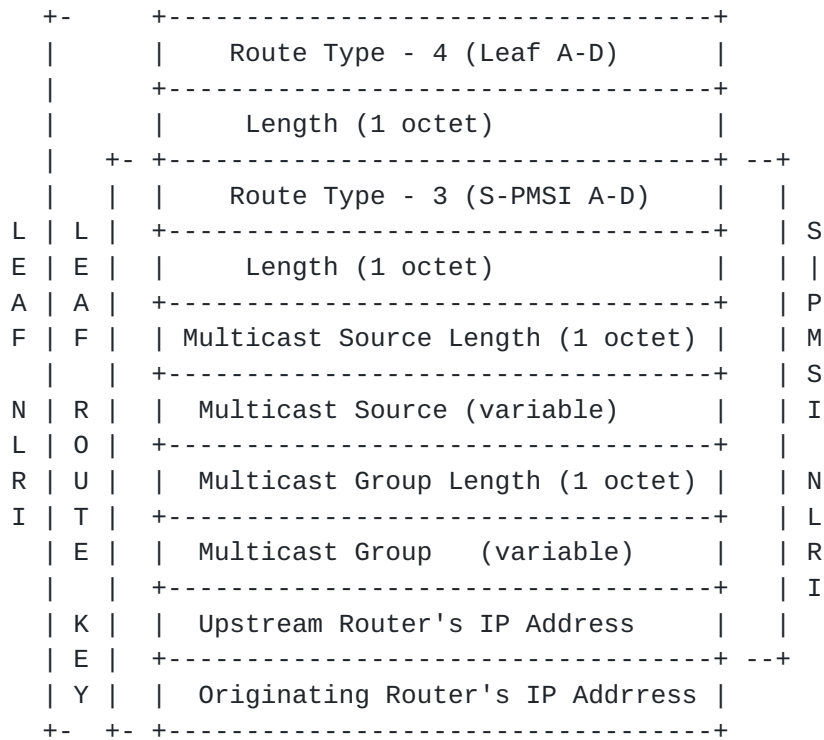 +-     +-----------------------------------+
  |      |    Route Type - 4 (Leaf A-D)      |
  |      +-----------------------------------+
  |      |     Length (1 octet)              |
  |   +- +-----------------------------------+ --+
  |   |  |    Route Type - 3 (S-PMSI A-D)    |   |
L | L |  +-----------------------------------+   | S
E | E |  |     Length (1 octet)              |   | |
A | A |  +-----------------------------------+   | P
F | F |  | Multicast Source Length (1 octet) |   | M
  |   |  +-----------------------------------+   | S
N | R |  |  Multicast Source (variable)      |   | I
L | O |  +-----------------------------------+   |
R | U |  |  Multicast Group Length (1 octet) |   | N
I | T |  +-----------------------------------+   | L
  | E |  |  Multicast Group   (variable)     |   | R
  |   |  +-----------------------------------+   | I
  | K |  |  Upstream Router's IP Address     |   |
  | E |  +-----------------------------------+ --+
  | Y |  |  Originating Router's IP Addrress |
  +-  +- +-----------------------------------+